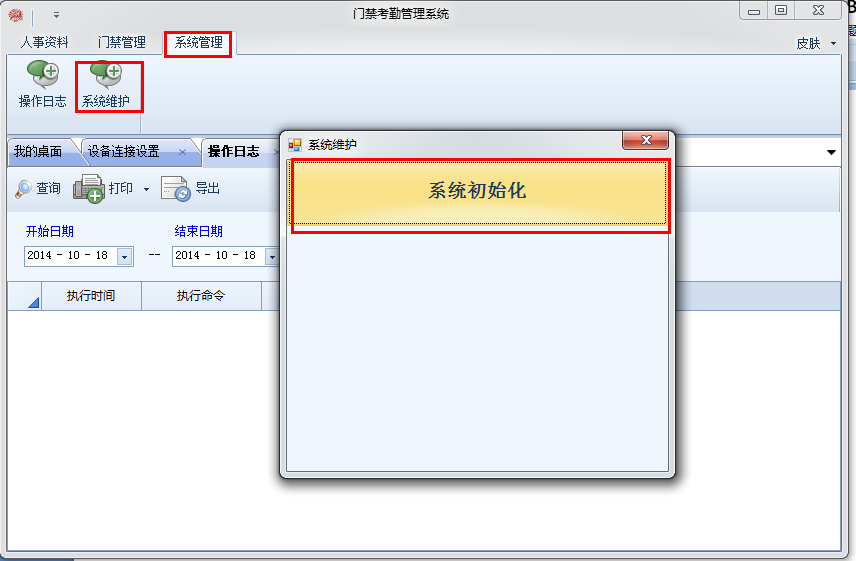 门禁考勤管理系统
人事资料 门禁管理 系统管理 皮肤
操作日志 系统维护
我的桌面 设备连接设置 操作日志
系统维护
查询 打印 导出
系统初始化
开始日期 结束日期
2014 - 10 - 18 -- 2014 - 10 - 18
执行时间 执行命令